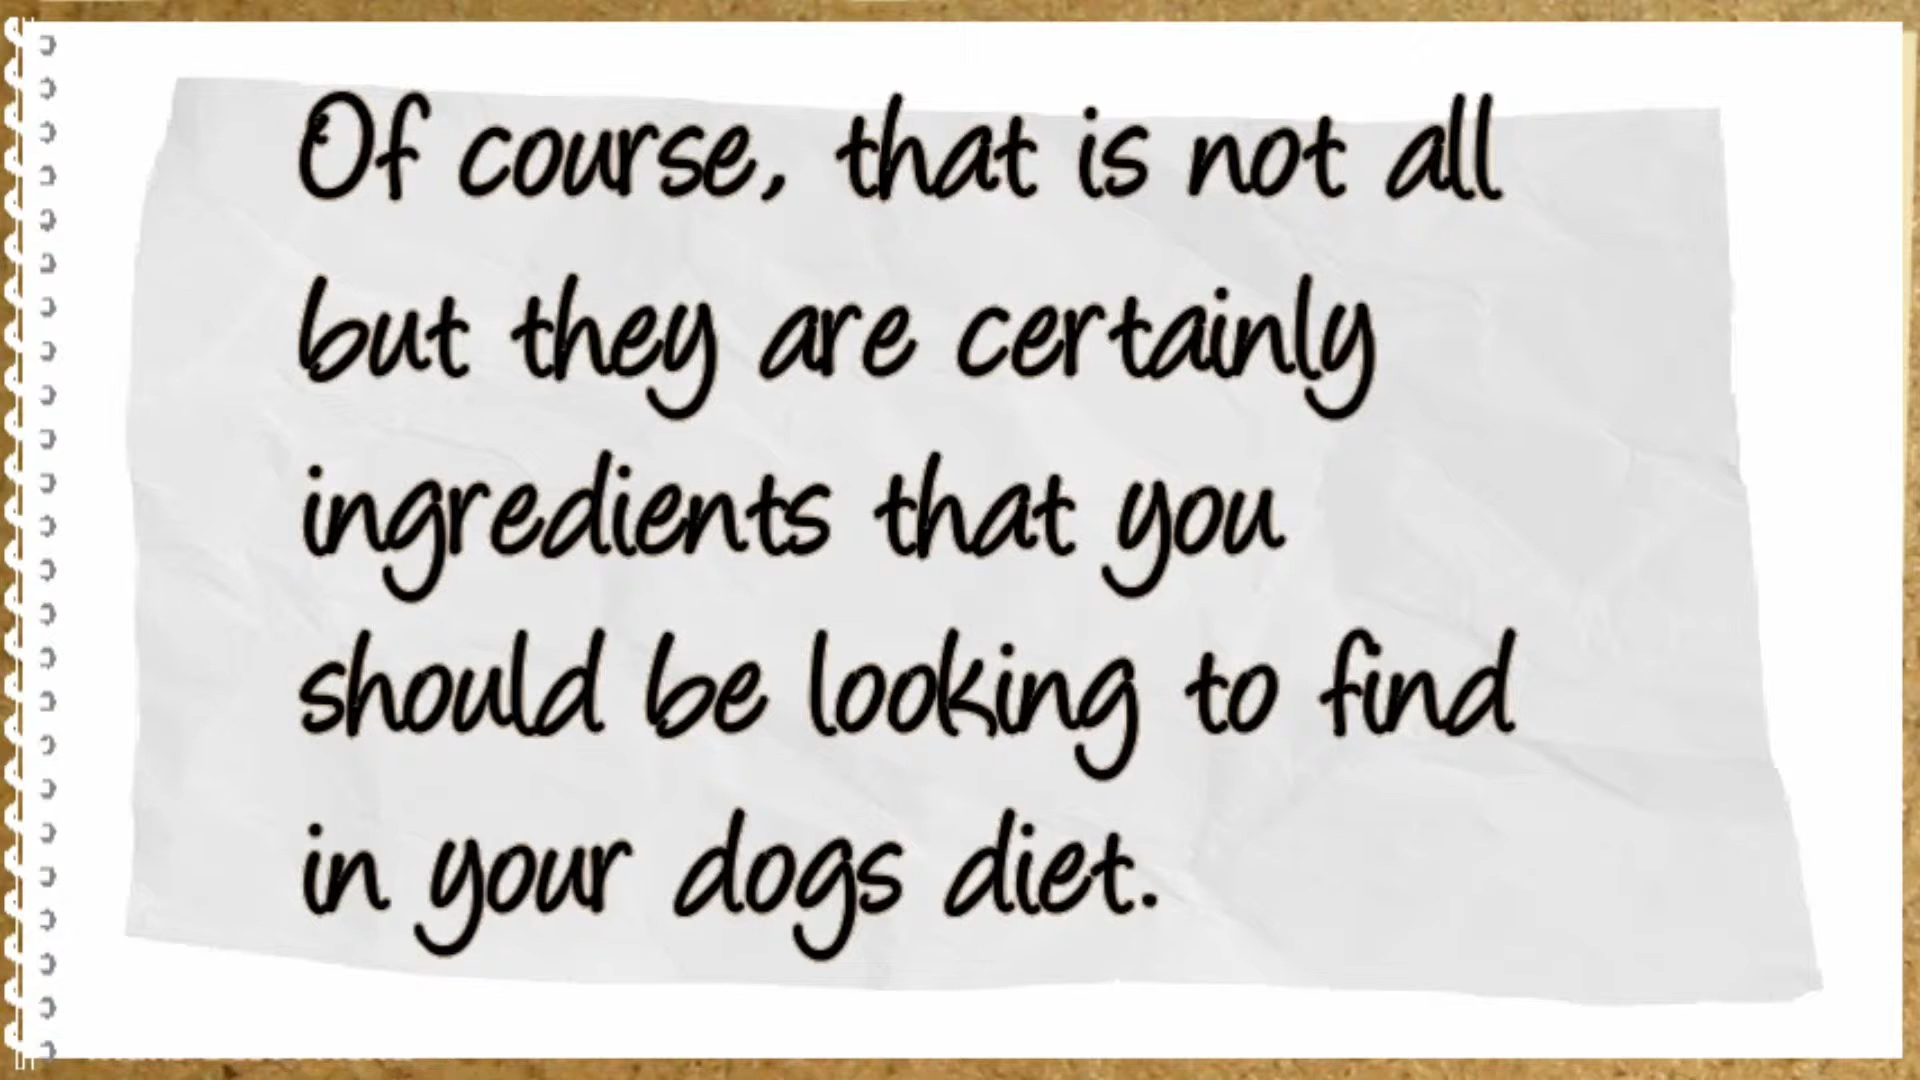 Of course, that is not all
but they are certainly
ingredients that you
should be looking to find
in your dogs diet.